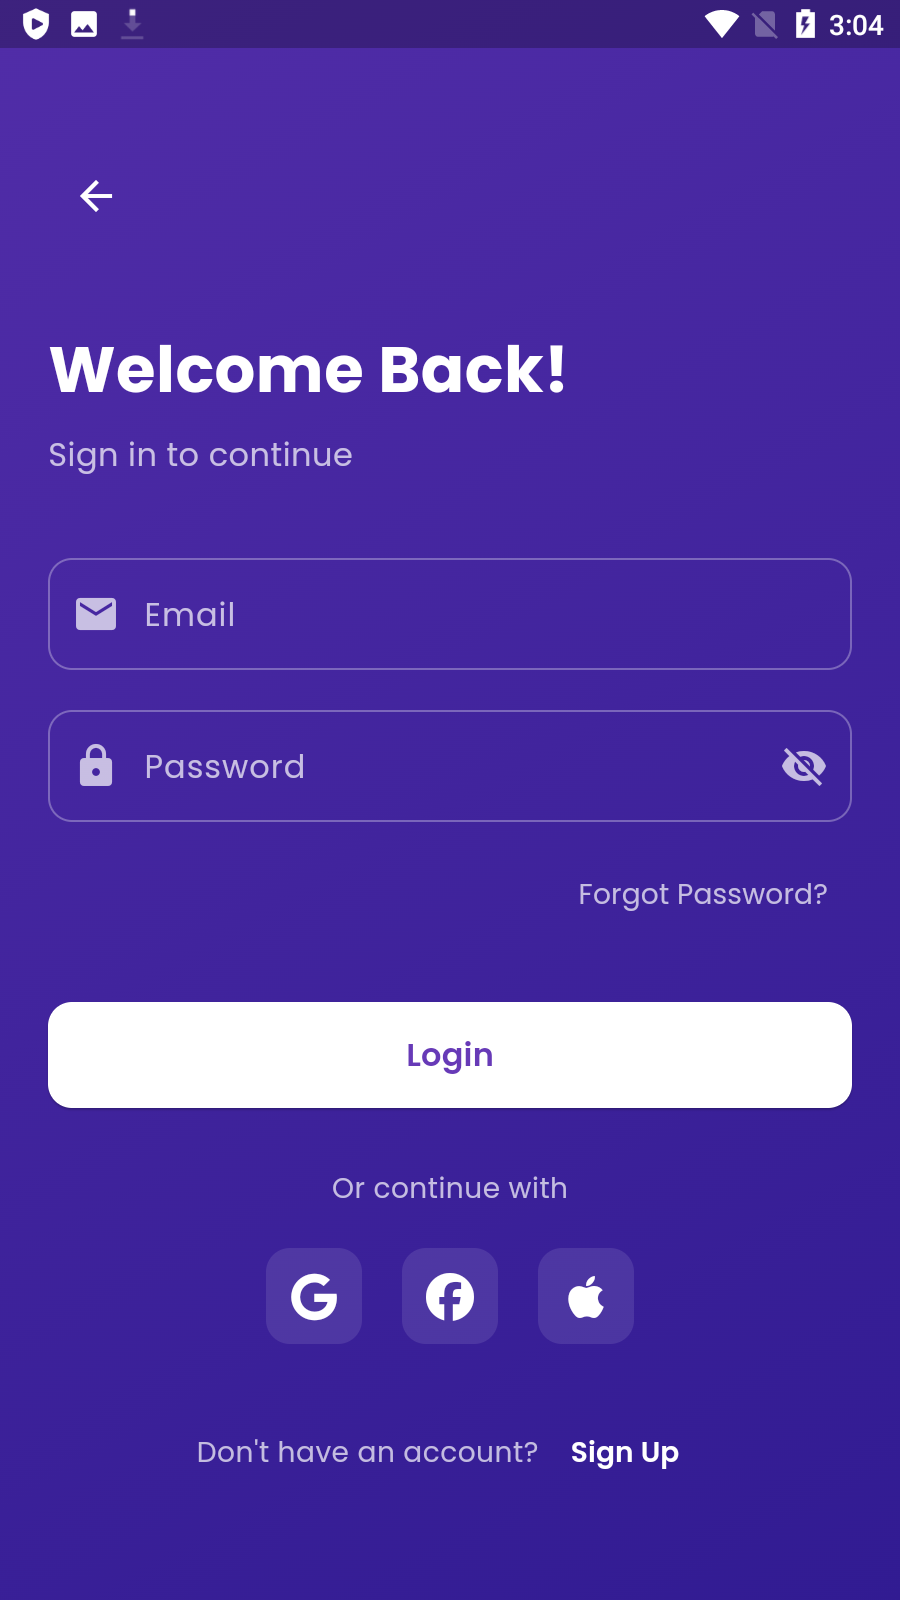 3:04
Welcome Back!
Sign in to continue
Email
Password
Forgot Password?
Login
Or continue with
Don't have an account? Sign Up